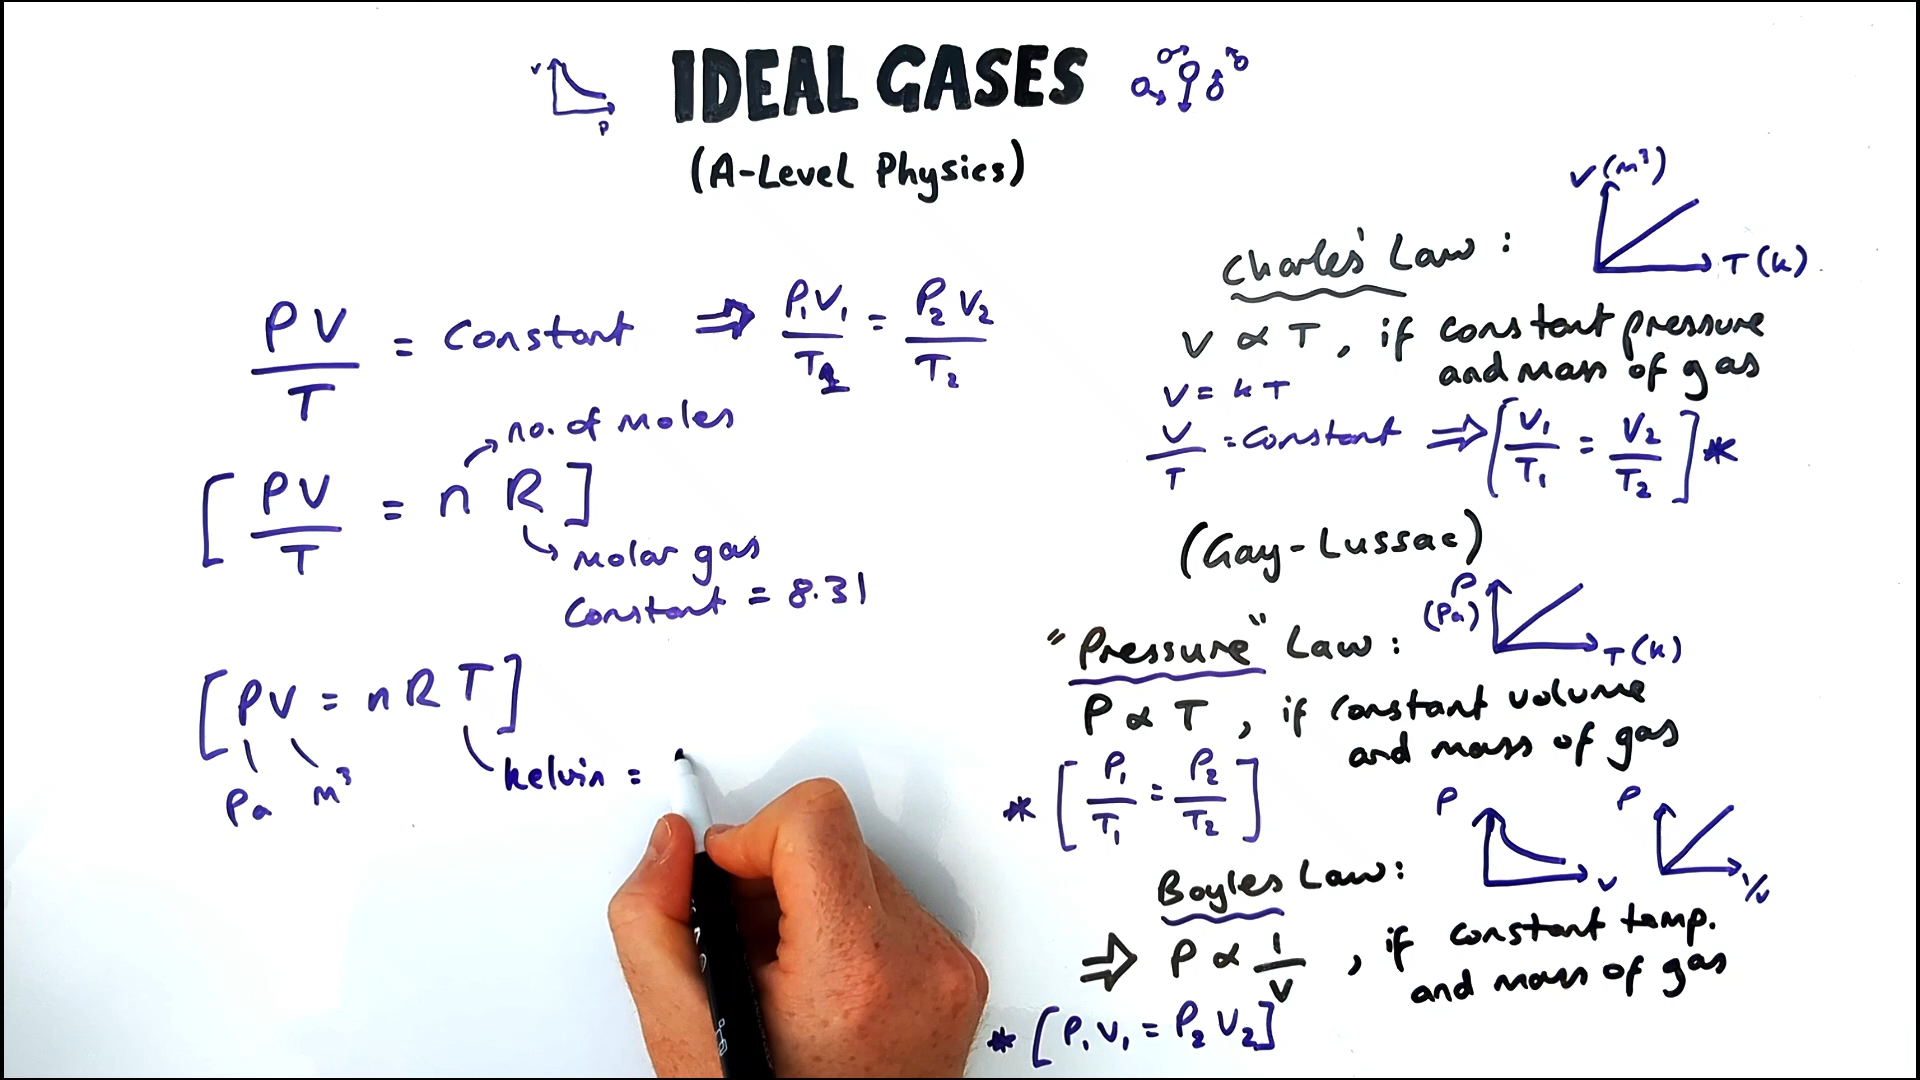 V
P
IDEAL GASES
(A-Level Physics)
PV/T = constant ⇒ P₁V₁/T₁ = P₂V₂/T₂
no. of moles
[PV/T = nR]
molar gas
constant = 8.31
[PV = nRT]
Pa m³ kelvin =
V (m³)
T (k)
Charles' Law :
V ∝ T, if constant pressure
and mass of gas
V = kT
V/T = constant ⇒ [V₁/T₁ = V₂/T₂] *
(Gay-Lussac)
P
(Pa)
T (k)
"Pressure" Law :
P ∝ T, if constant volume
and mass of gas
* [P₁/T₁ = P₂/T₂]
P
V
P
1/V
Boyles Law :
⇒ P ∝ 1/V, if constant temp.
and mass of gas
* [P₁V₁ = P₂V₂]